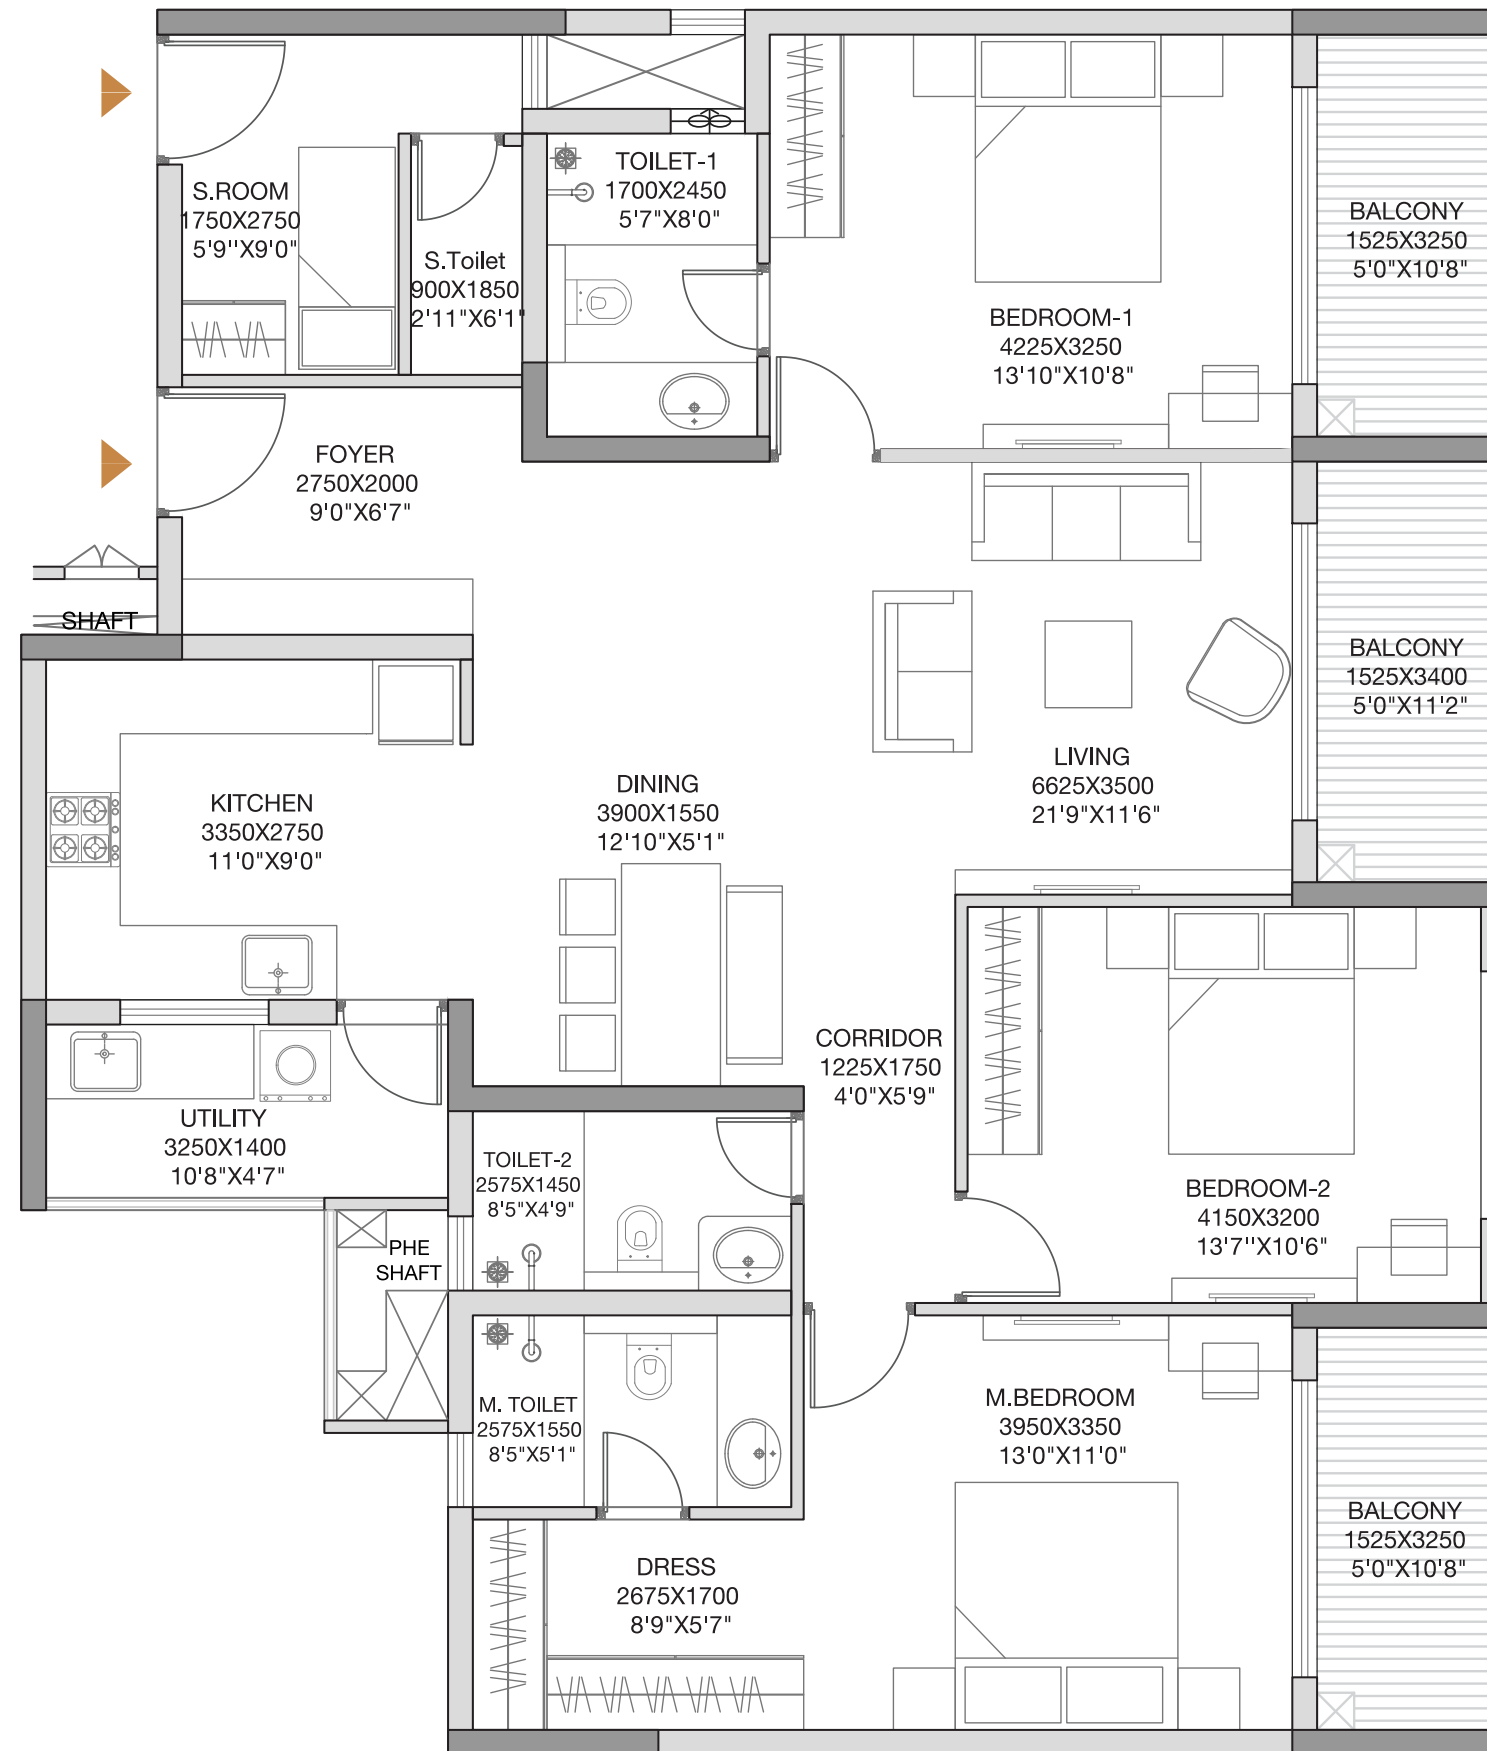 S.ROOM
1750X2750
5'9''X9'0"
S.Toilet
900X1850
2'11"X6'1"
TOILET-1
1700X2450
5'7"X8'0"
BEDROOM-1
4225X3250
13'10"X10'8"
BALCONY
1525X3250
5'0"X10'8"
FOYER
2750X2000
9'0"X6'7"
SHAFT
BALCONY
1525X3400
5'0"X11'2"
LIVING
6625X3500
21'9"X11'6"
DINING
3900X1550
12'10"X5'1"
KITCHEN
3350X2750
11'0"X9'0"
CORRIDOR
1225X1750
4'0"X5'9"
UTILITY
3250X1400
10'8"X4'7"
TOILET-2
2575X1450
8'5"X4'9"
BEDROOM-2
4150X3200
13'7''X10'6"
PHE
SHAFT
M. TOILET
2575X1550
8'5"X5'1"
M.BEDROOM
3950X3350
13'0"X11'0"
BALCONY
1525X3250
5'0"X10'8"
DRESS
2675X1700
8'9"X5'7"